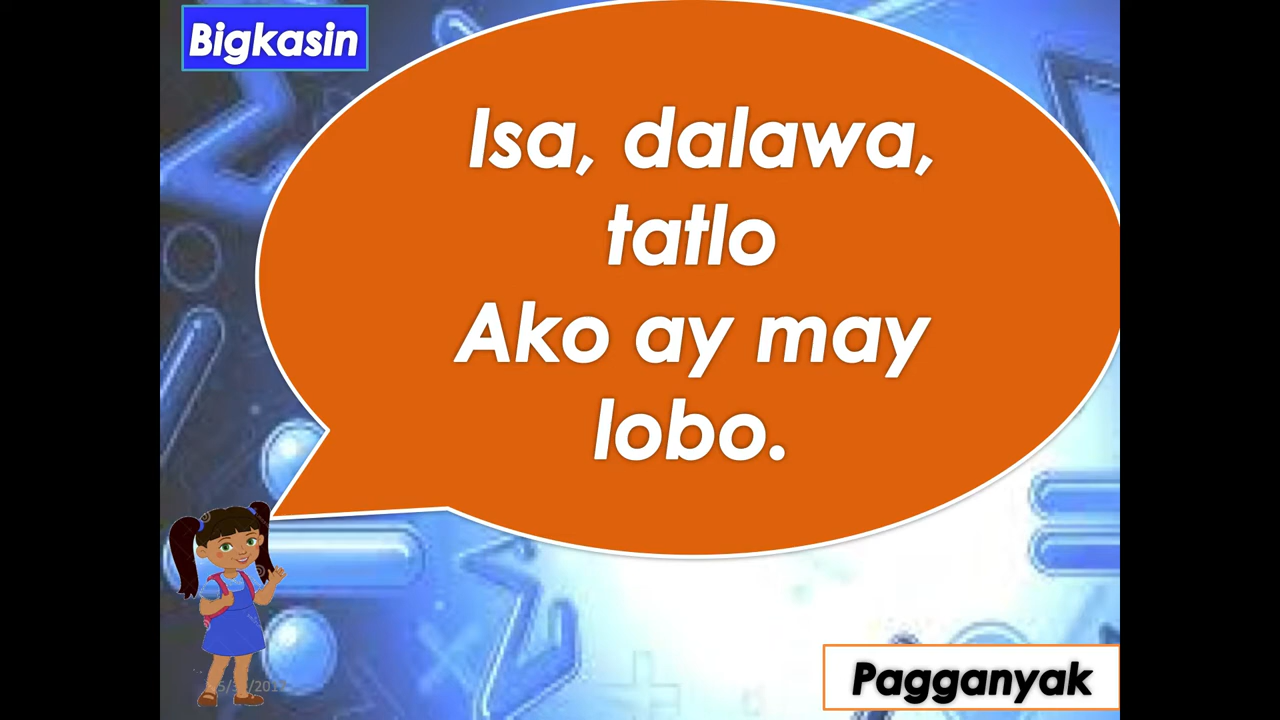 Bigkasin
Isa, dalawa,
tatlo
Ako ay may
lobo.
Pagganyak